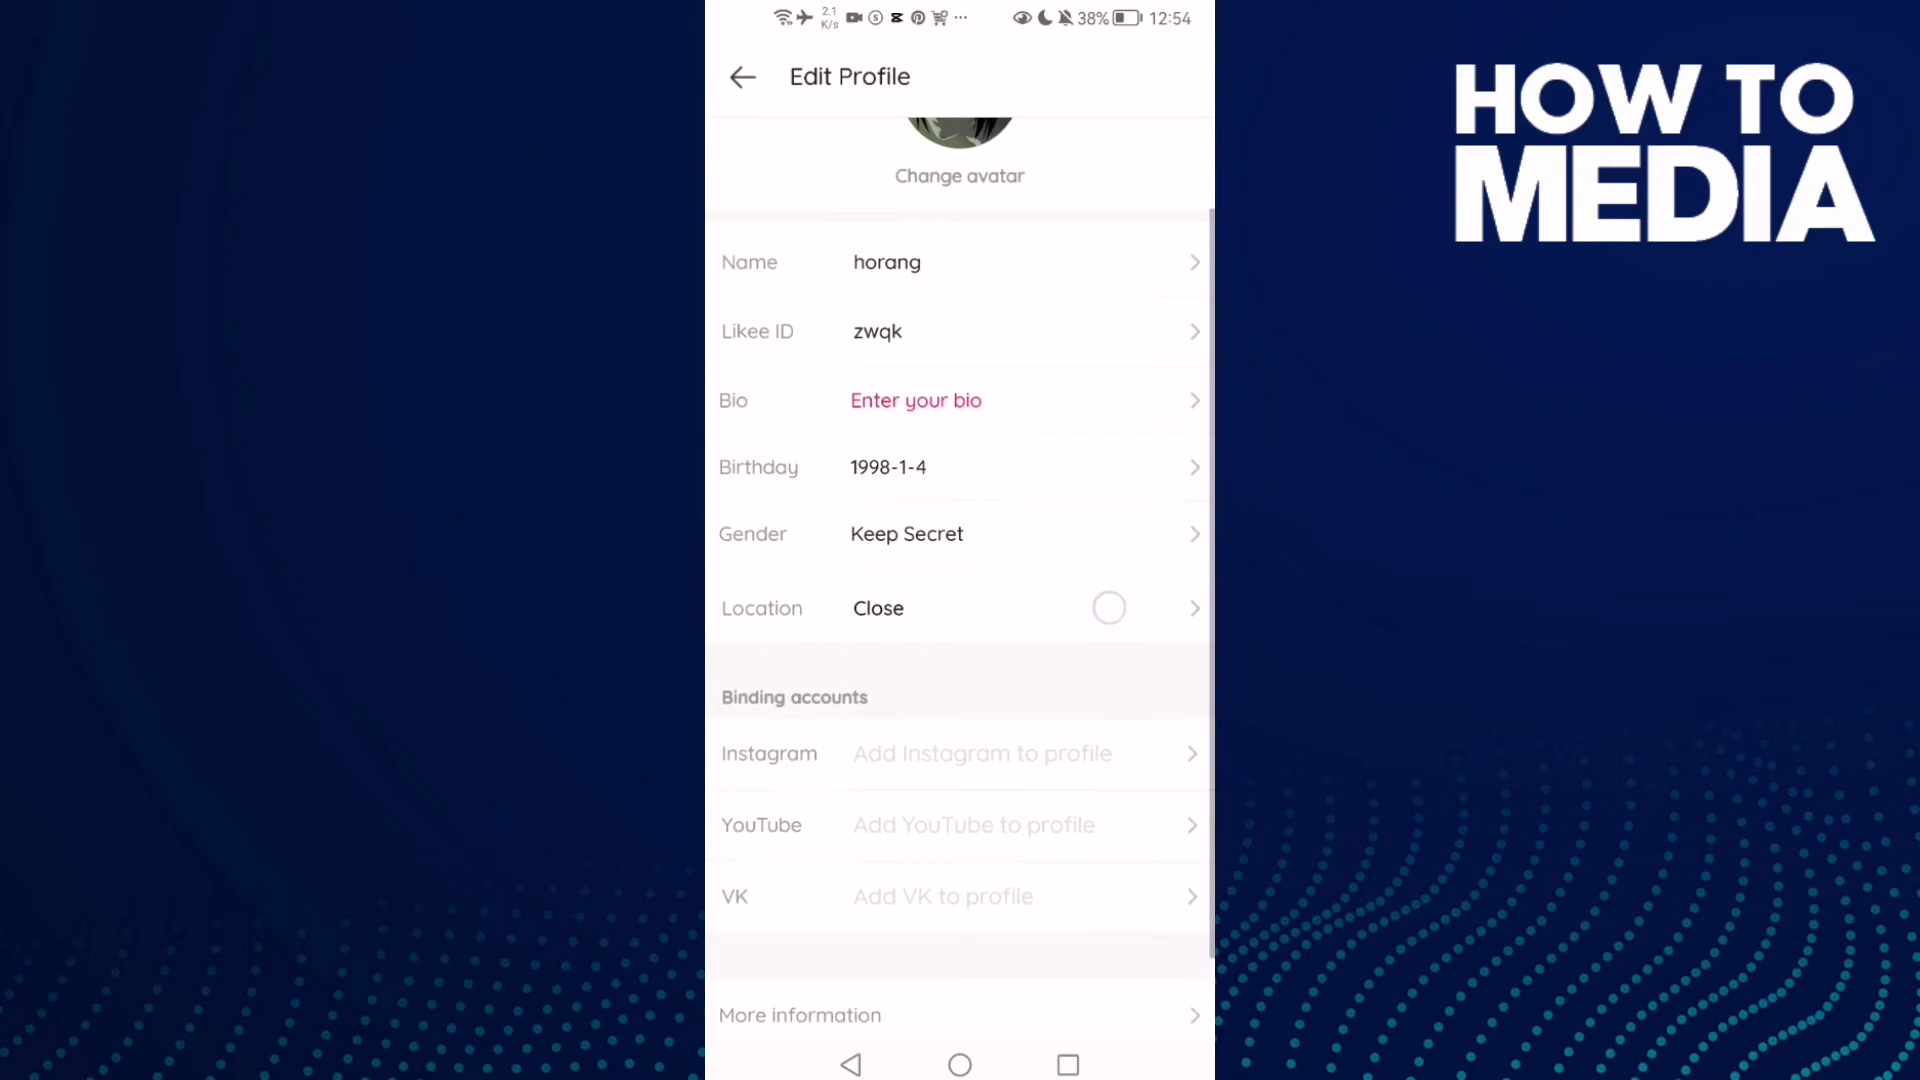 2.1
K/s
38%
12:54
Edit Profile
HOW TO
MEDIA
Change avatar
Name horang
Likee ID zwqk
Bio Enter your bio
Birthday 1998-1-4
Gender Keep Secret
Location Close
Binding accounts
Instagram Add Instagram to profile
YouTube Add YouTube to profile
VK Add VK to profile
More information